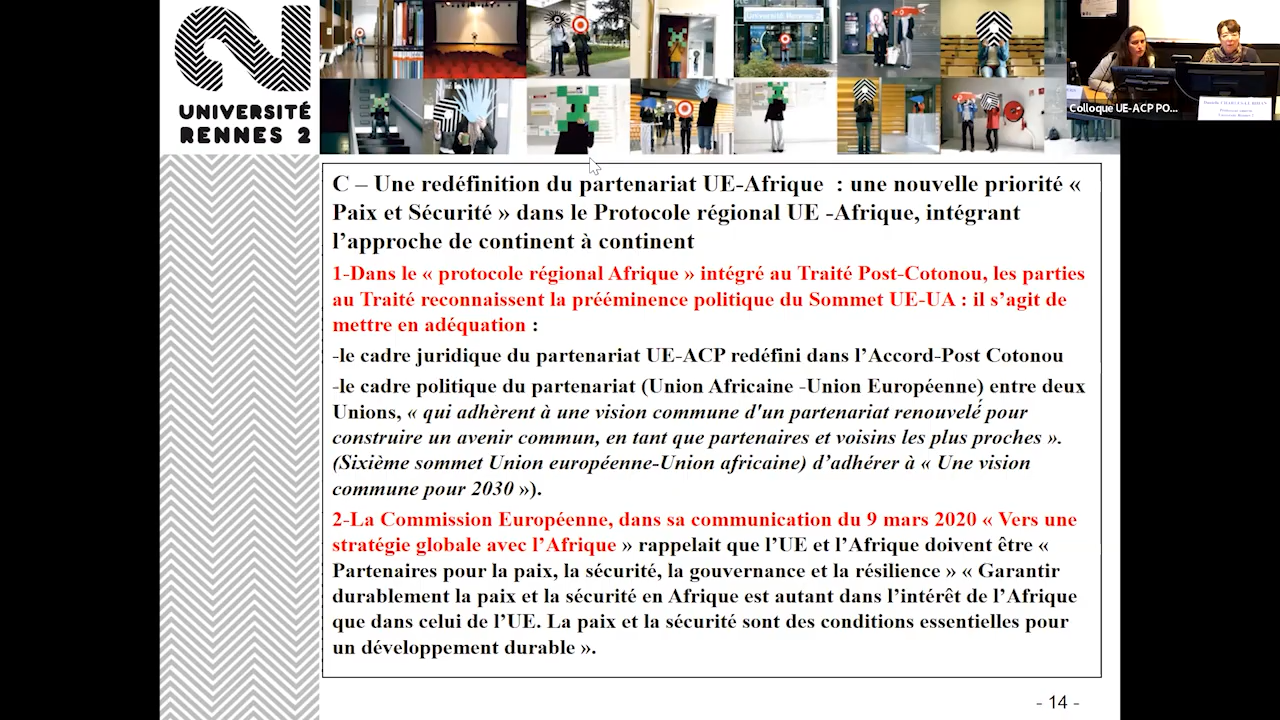 UNIVERSITÉ
RENNES 2
Colloque UE-ACP PO...
C – Une redéfinition du partenariat UE-Afrique : une nouvelle priorité «
Paix et Sécurité » dans le Protocole régional UE -Afrique, intégrant
l’approche de continent à continent
1-Dans le « protocole régional Afrique » intégré au Traité Post-Cotonou, les parties
au Traité reconnaissent la prééminence politique du Sommet UE-UA : il s’agit de
mettre en adéquation :
-le cadre juridique du partenariat UE-ACP redéfini dans l’Accord-Post Cotonou
-le cadre politique du partenariat (Union Africaine -Union Européenne) entre deux
Unions, « qui adhèrent à une vision commune d'un partenariat renouvelé pour
construire un avenir commun, en tant que partenaires et voisins les plus proches ».
(Sixième sommet Union européenne-Union africaine) d’adhérer à « Une vision
commune pour 2030 »).
2-La Commission Européenne, dans sa communication du 9 mars 2020 « Vers une
stratégie globale avec l’Afrique » rappelait que l’UE et l’Afrique doivent être «
Partenaires pour la paix, la sécurité, la gouvernance et la résilience » « Garantir
durablement la paix et la sécurité en Afrique est autant dans l’intérêt de l’Afrique
que dans celui de l’UE. La paix et la sécurité sont des conditions essentielles pour
un développement durable ».
- 14 -